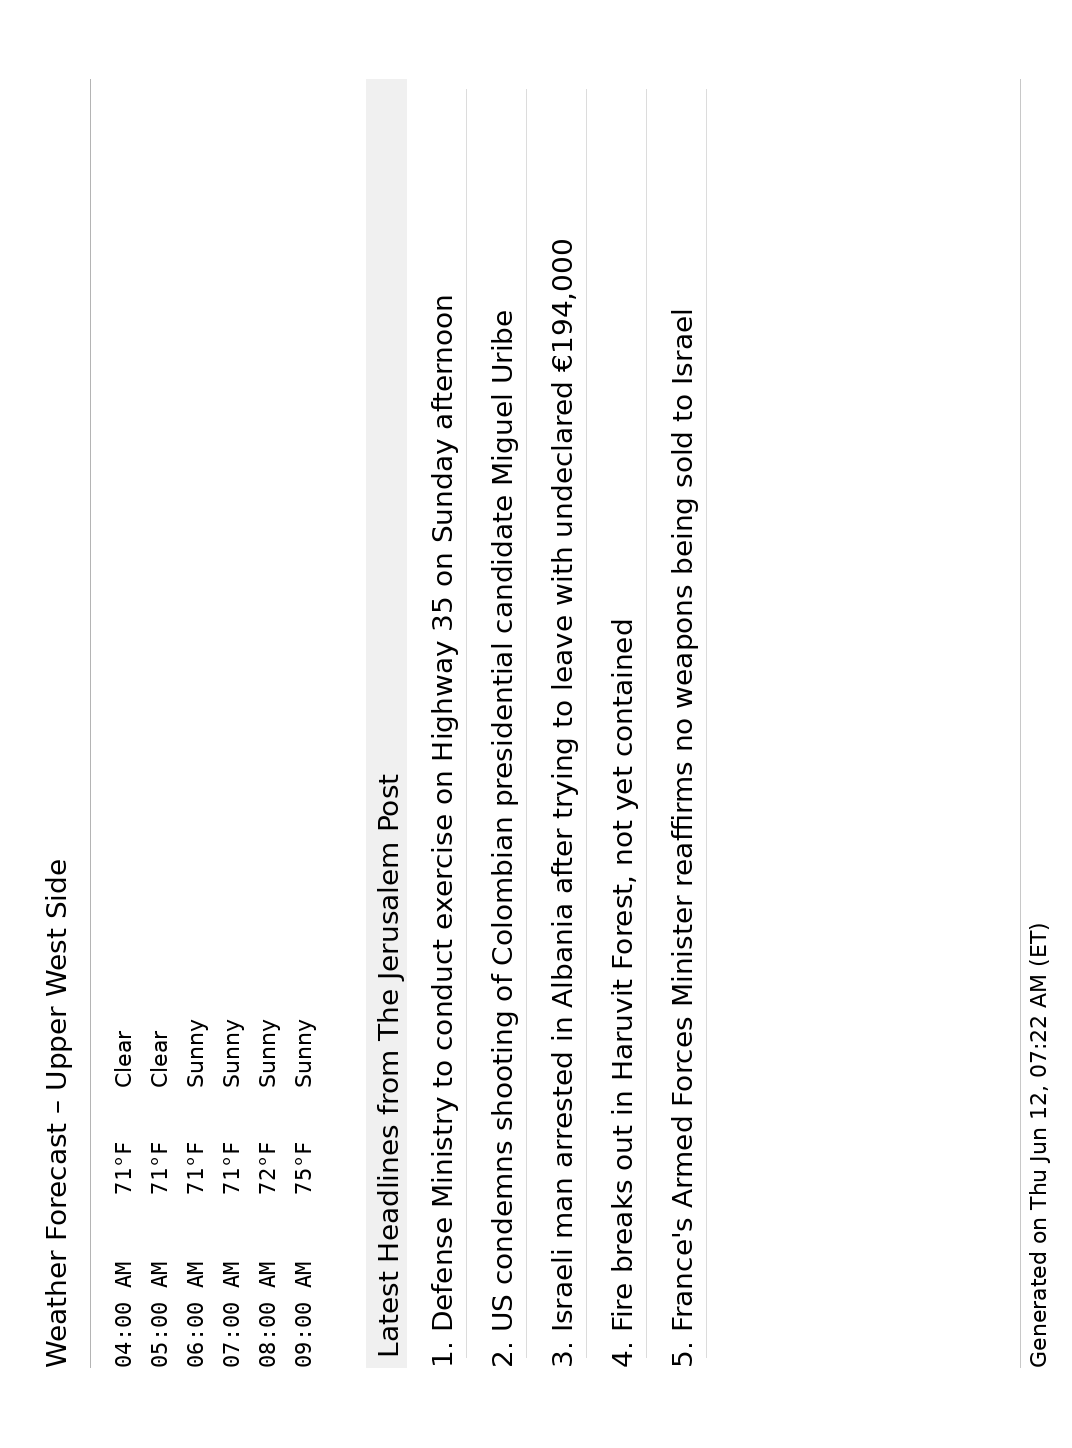 Weather Forecast – Upper West Side
04:00 AM 71°F Clear
05:00 AM 71°F Clear
06:00 AM 71°F Sunny
07:00 AM 71°F Sunny
08:00 AM 72°F Sunny
09:00 AM 75°F Sunny
Latest Headlines from The Jerusalem Post
1. Defense Ministry to conduct exercise on Highway 35 on Sunday afternoon
2. US condemns shooting of Colombian presidential candidate Miguel Uribe
3. Israeli man arrested in Albania after trying to leave with undeclared €194,000
4. Fire breaks out in Haruvit Forest, not yet contained
5. France's Armed Forces Minister reaffirms no weapons being sold to Israel
Generated on Thu Jun 12, 07:22 AM (ET)